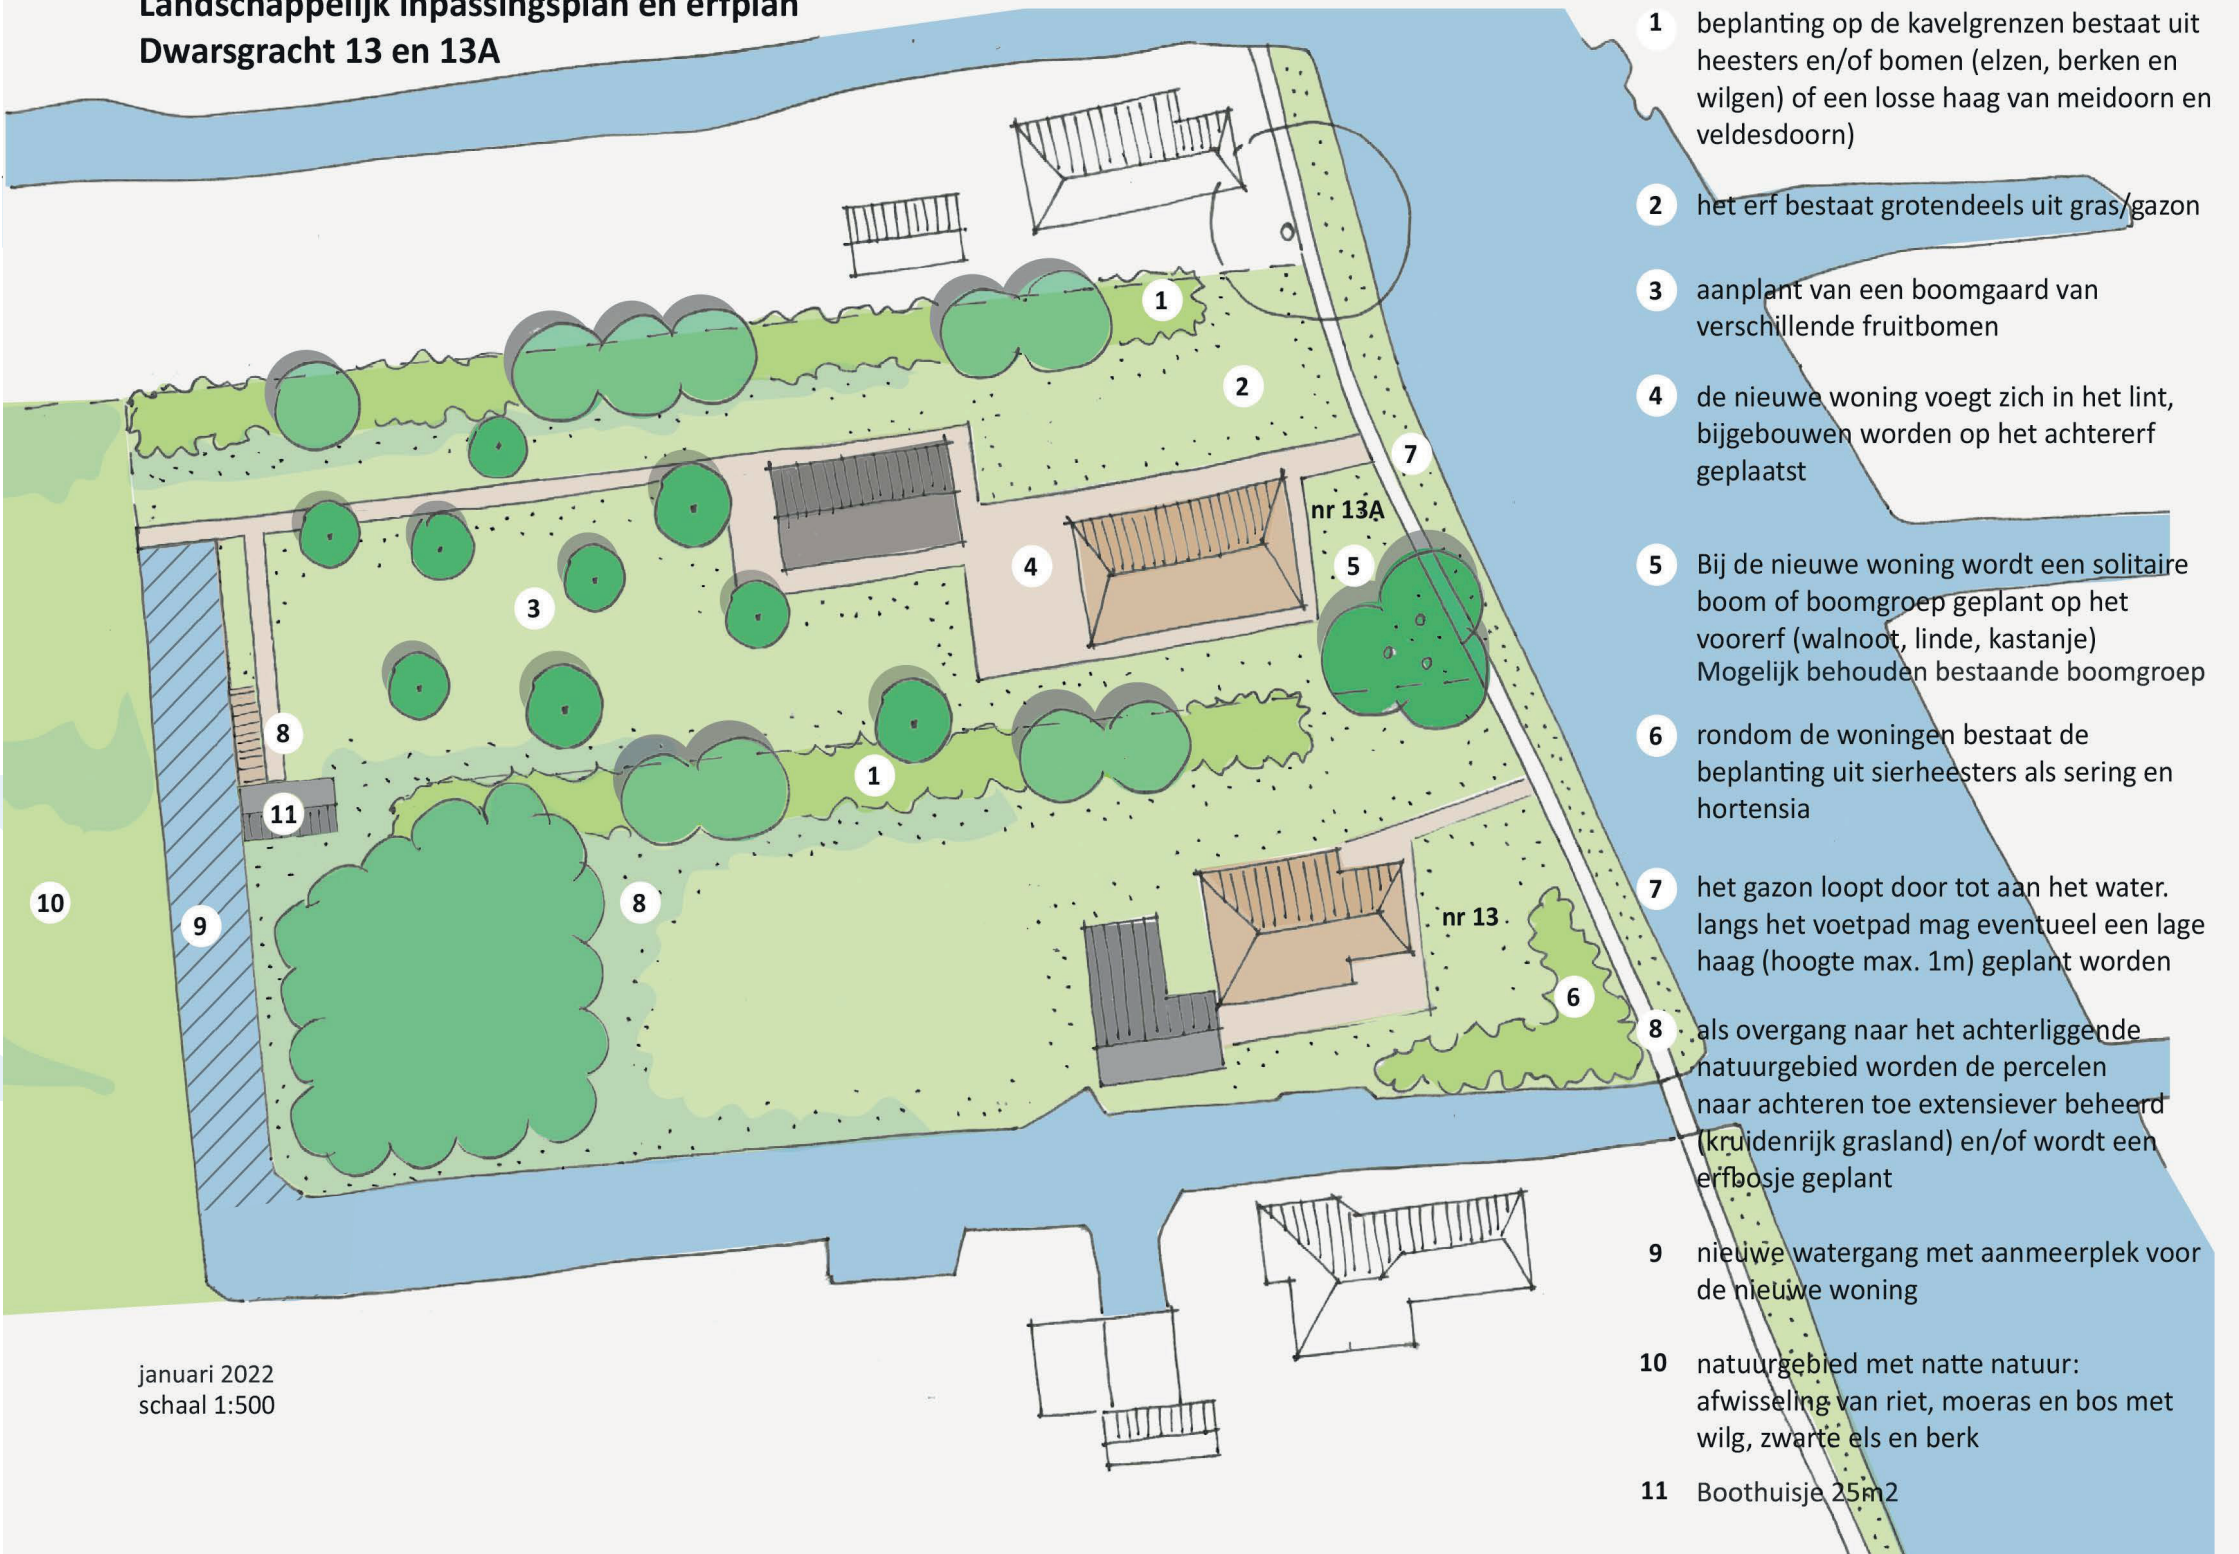 Landschappelijk inpassingsplan en erfplan
Dwarsgracht 13 en 13A
1 beplanting op de kavelgrenzen bestaat uit
heesters en/of bomen (elzen, berken en
wilgen) of een losse haag van meidoorn en
veldesdoorn)
2 het erf bestaat grotendeels uit gras/gazon
3 aanplant van een boomgaard van
verschillende fruitbomen
4 de nieuwe woning voegt zich in het lint,
bijgebouwen worden op het achtererf
geplaatst
5 Bij de nieuwe woning wordt een solitaire
boom of boomgroep geplant op het
voorerf (walnoot, linde, kastanje)
Mogelijk behouden bestaande boomgroep
6 rondom de woningen bestaat de
beplanting uit sierheesters als sering en
hortensia
7 het gazon loopt door tot aan het water.
langs het voetpad mag eventueel een lage
haag (hoogte max. 1m) geplant worden
8 als overgang naar het achterliggende
natuurgebied worden de percelen
naar achteren toe extensiever beheerd
(kruidenrijk grasland) en/of wordt een
erfbosje geplant
9 nieuwe watergang met aanmeerplek voor
de nieuwe woning
10 natuurgebied met natte natuur:
afwisseling van riet, moeras en bos met
wilg, zwarte els en berk
11 Boothuisje 25m2
1
2
7
nr 13A
4
5
3
8
1
11
10
9
8
nr 13
6
januari 2022
schaal 1:500